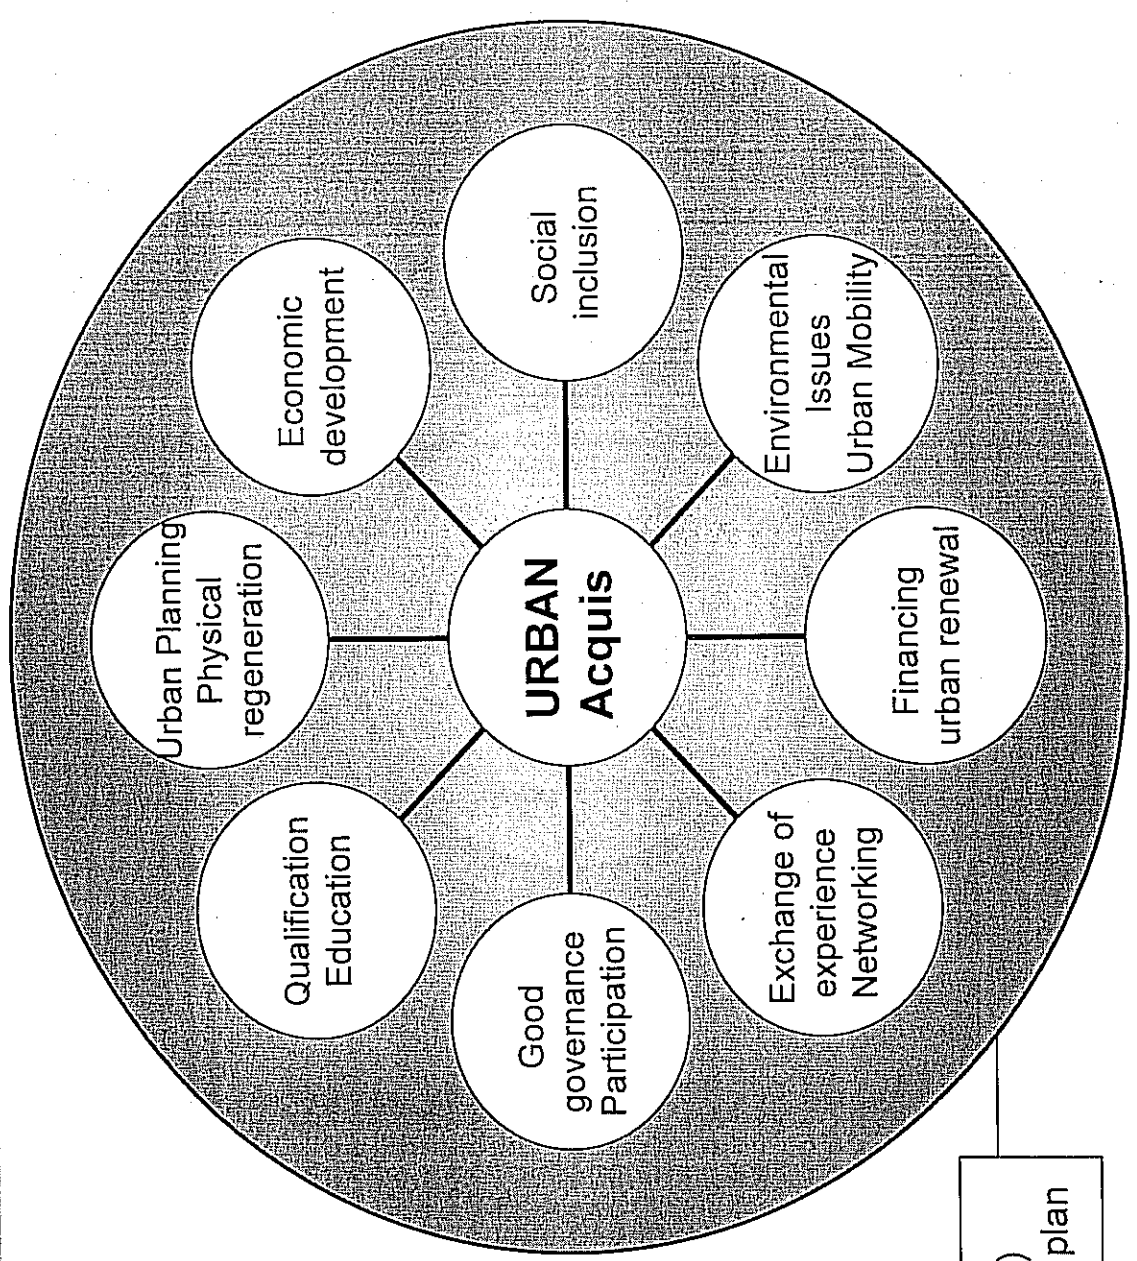 Good
governance
Participation
Exchange of
experience
Networking
Qualification
Education
Financing
urban renewal
URBAN
Acquis
Urban Planning
Physical
regeneration
Environmental
Issues
Urban Mobility
Economic
development
Social
inclusion
)
plan